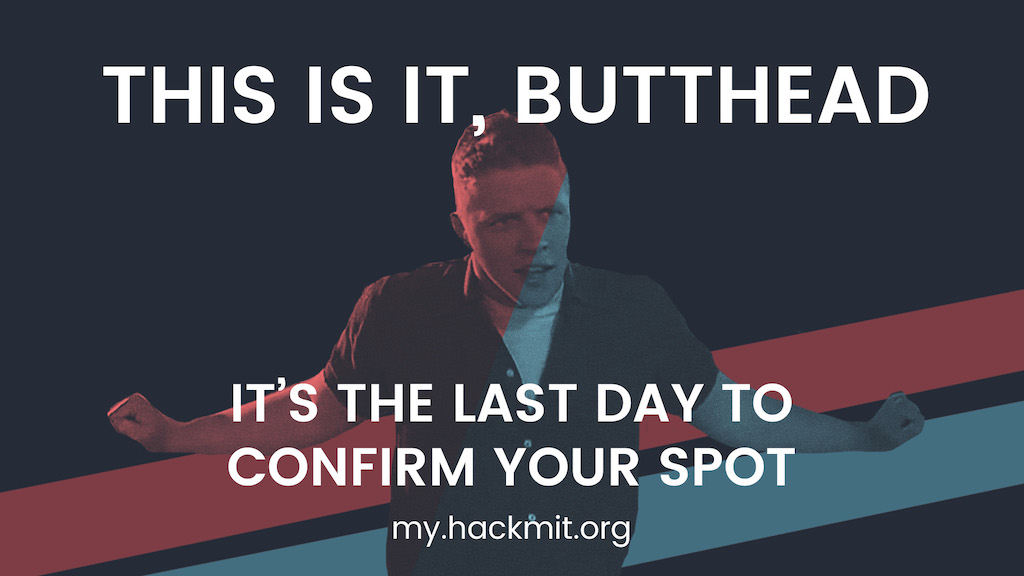 THIS IS IT, BUTTHEAD
IT’S THE LAST DAY TO
CONFIRM YOUR SPOT
my.hackmit.org